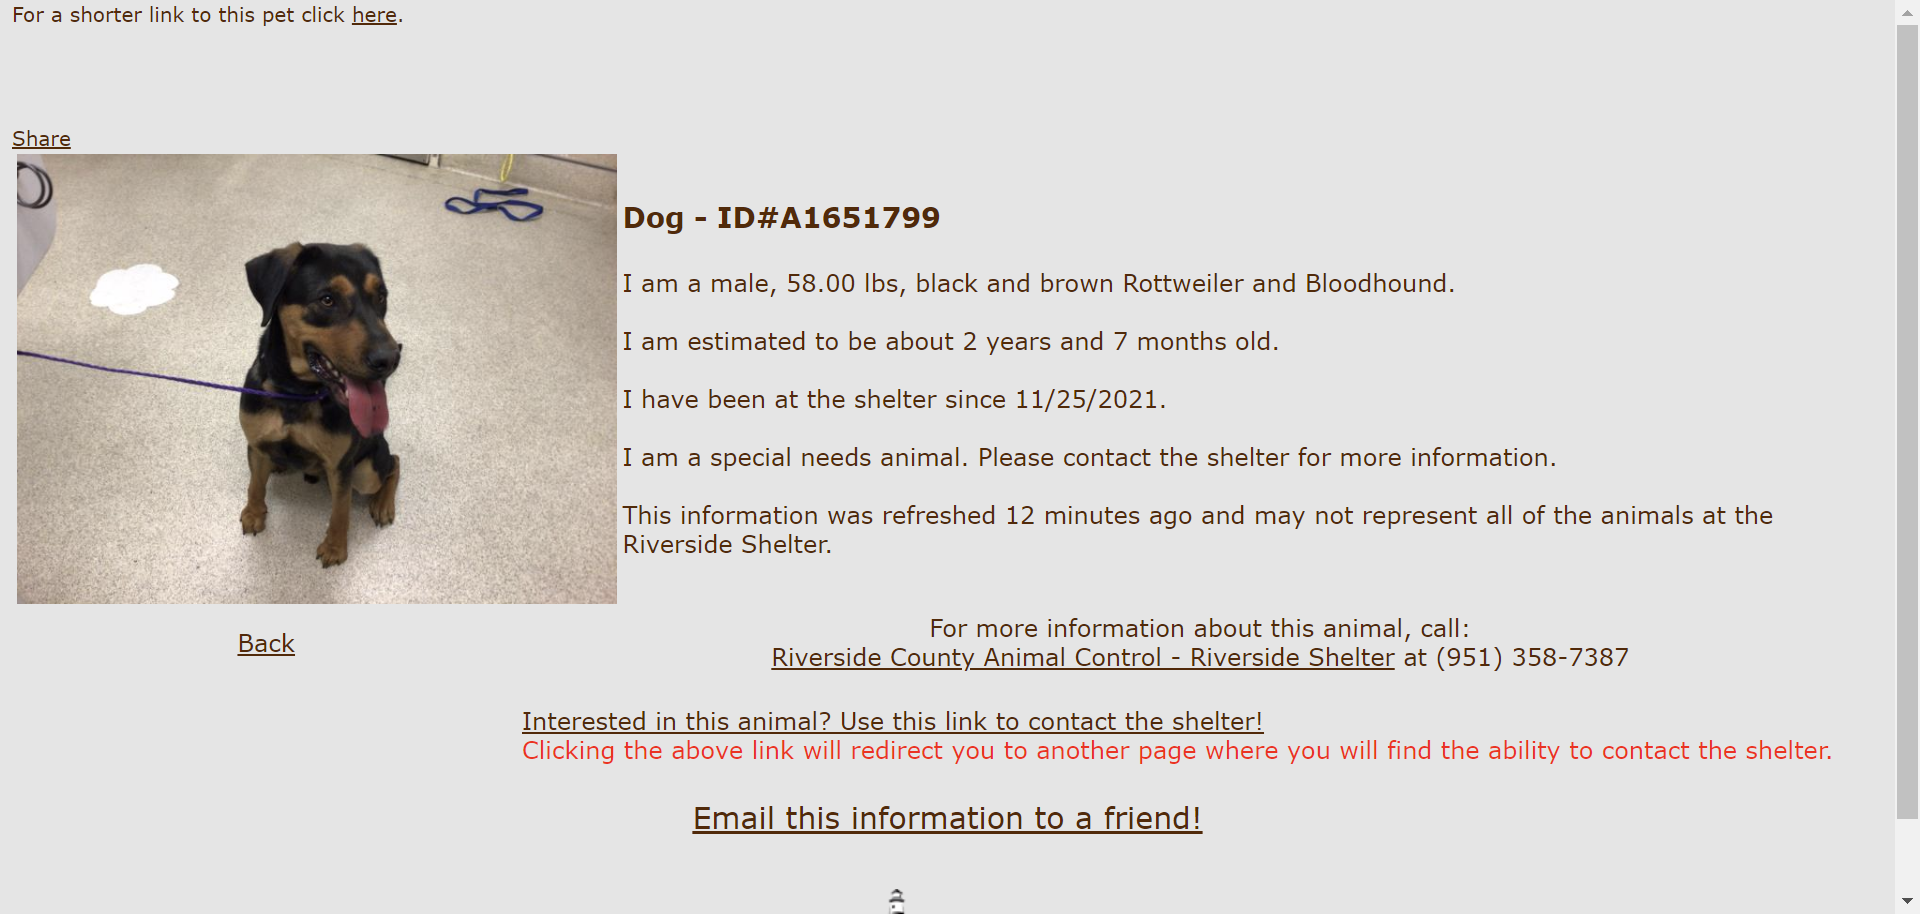 For a shorter link to this pet click here.
Share
Dog - ID#A1651799
I am a male, 58.00 lbs, black and brown Rottweiler and Bloodhound.
I am estimated to be about 2 years and 7 months old.
I have been at the shelter since 11/25/2021.
I am a special needs animal. Please contact the shelter for more information.
This information was refreshed 12 minutes ago and may not represent all of the animals at the
Riverside Shelter.
Back
For more information about this animal, call:
Riverside County Animal Control - Riverside Shelter at (951) 358-7387
Interested in this animal? Use this link to contact the shelter!
Clicking the above link will redirect you to another page where you will find the ability to contact the shelter.
Email this information to a friend!